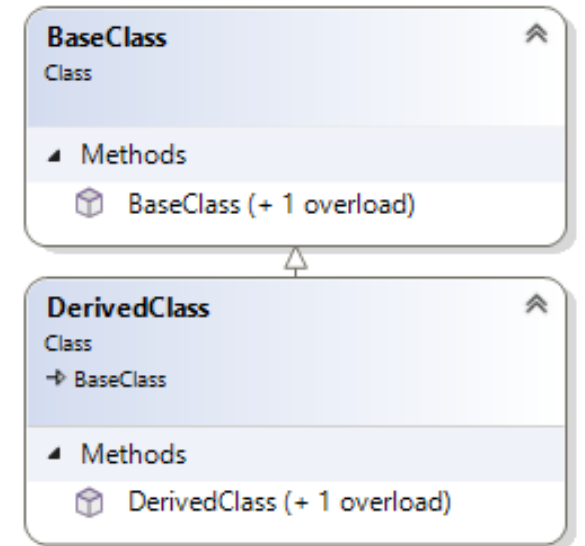 BaseClass
Class
Methods
BaseClass (+ 1 overload)
DerivedClass
Class
BaseClass
Methods
DerivedClass (+ 1 overload)